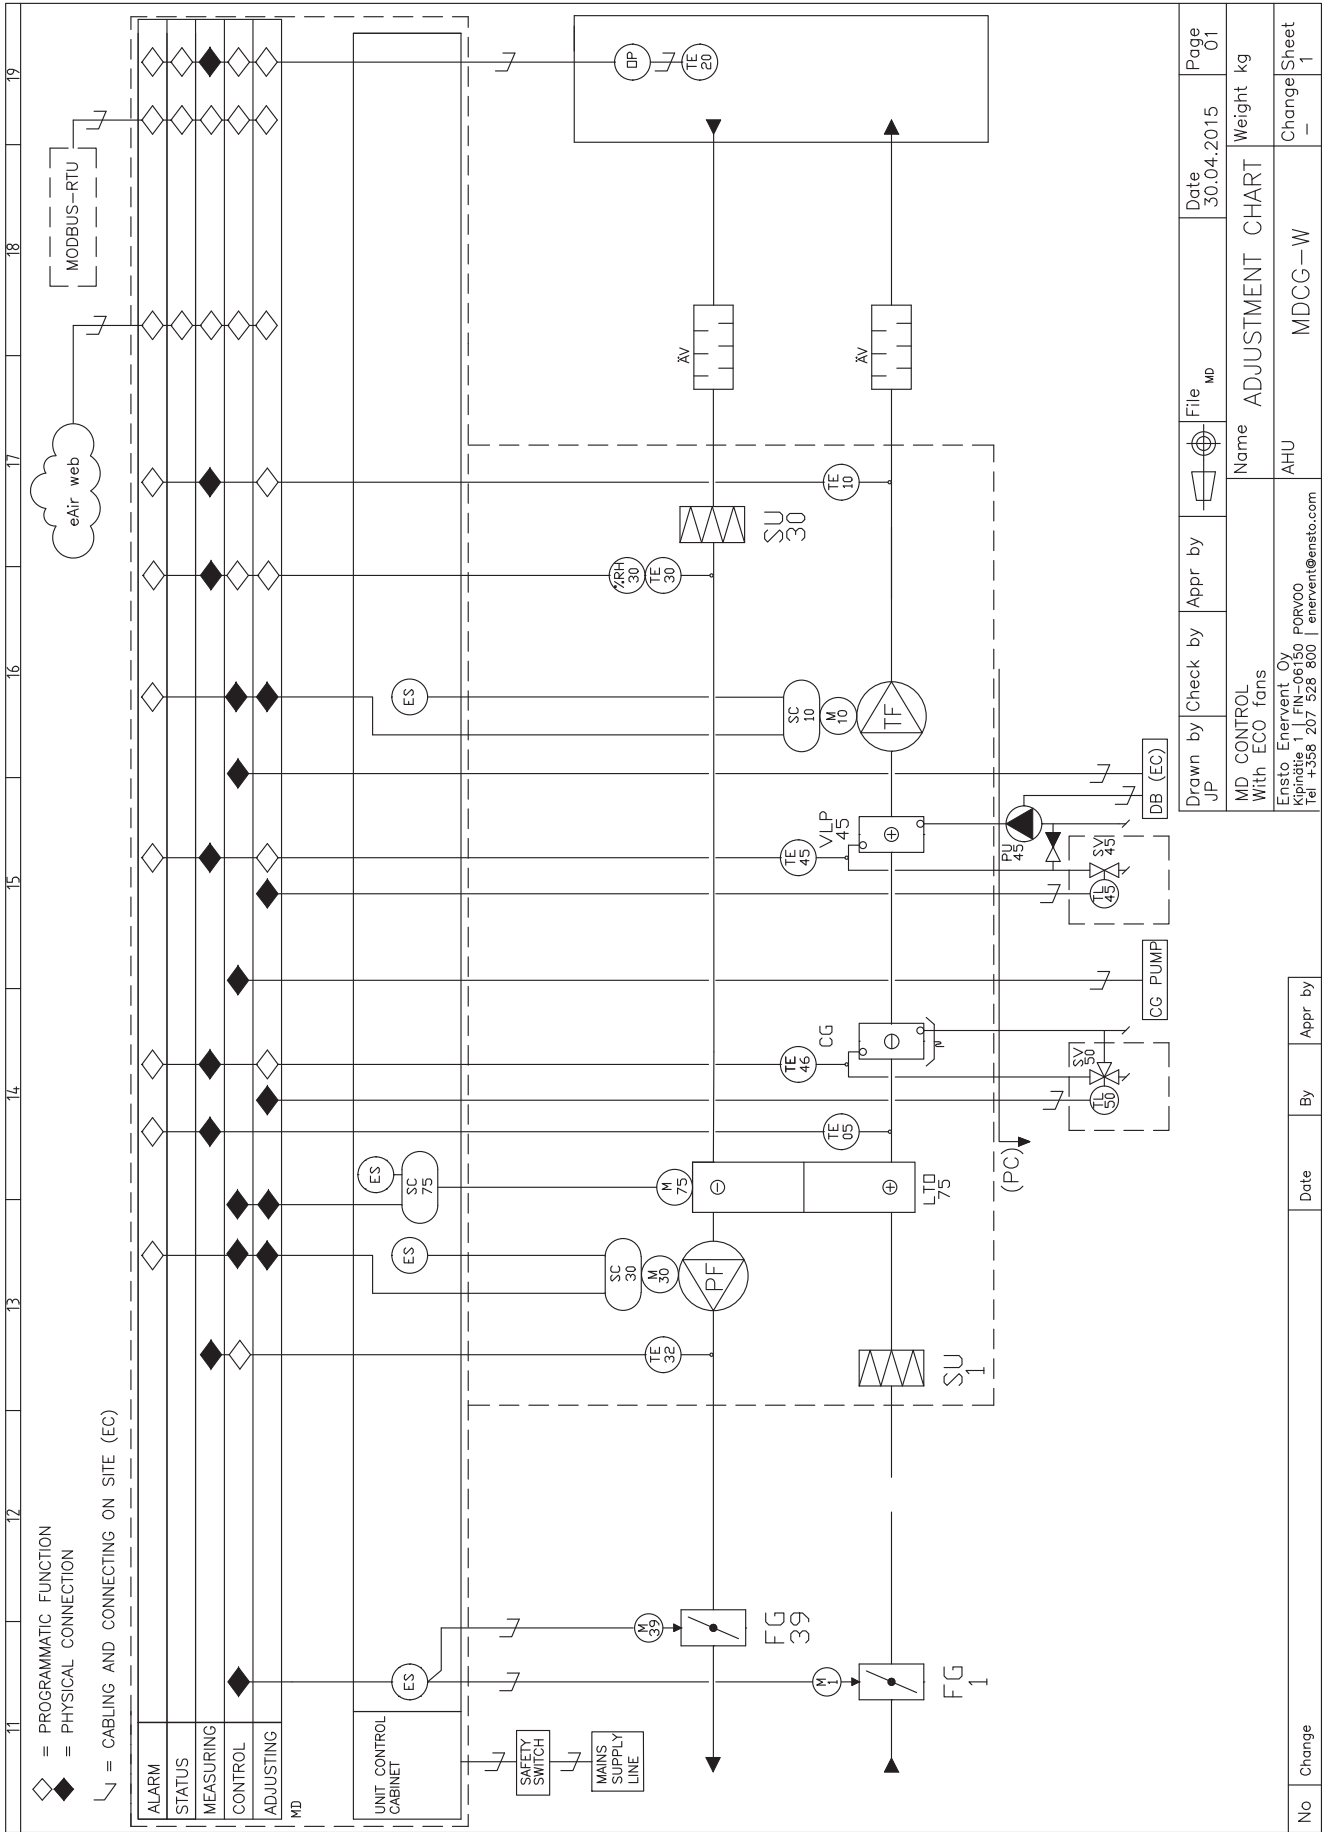 11
12
13
14
15
16
17
18
19
= PROGRAMMATIC FUNCTION
= PHYSICAL CONNECTION
= CABLING AND CONNECTING ON SITE (EC)
eAir web
MODBUS-RTU
ALARM
STATUS
MEASURING
CONTROL
ADJUSTING
MD
UNIT CONTROL
CABINET
SAFETY
SWITCH
MAINS
SUPPLY
LINE
ES
ES
ES
SC
75
ES
M
39
FG
39
M
1
FG
1
TE
32
SC
30
M
30
PF
M
75
LTO
75
SU
1
TE
05
TE
46
CG
TL
50
SV
50
CG PUMP
(PC)
TE
45
VLP
45
PU
45
TL
45
SV
45
DB (EC)
SC
10
M
10
TF
%RH
30
TE
30
SU
30
TE
10
ÄV
ÄV
OP
TE
20
No
Change
Date
By
Appr by
Drawn by
JP
Check by
Appr by
File
MD
Date
30.04.2015
Page
01
MD CONTROL
With ECO fans
Name
ADJUSTMENT CHART
Weight kg
Ensto Enervent Oy
Kipinätie 1 | FIN-06150 PORVOO
Tel +358 207 528 800 | enervent@ensto.com
AHU
MDCG-W
Change
-
Sheet
1